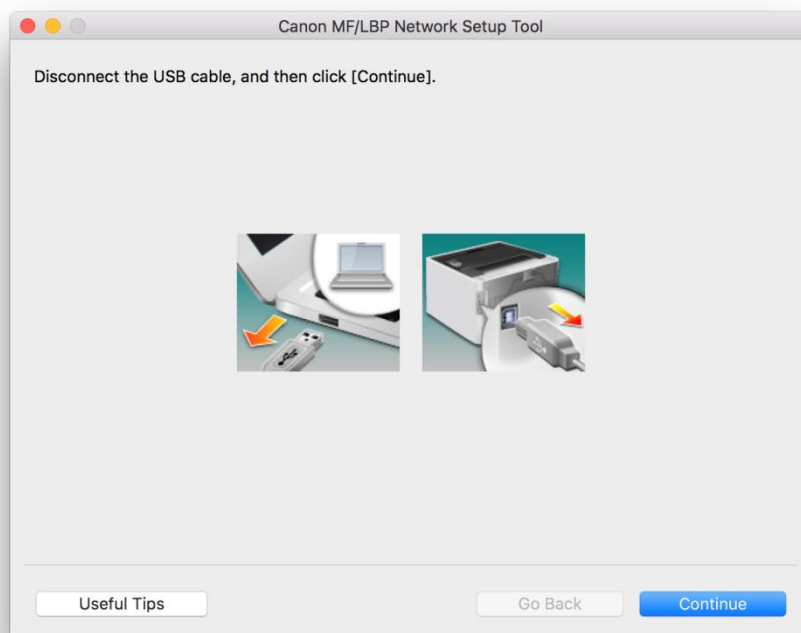 Canon MF/LBP Network Setup Tool
Disconnect the USB cable, and then click [Continue].
Useful Tips
Go Back
Continue